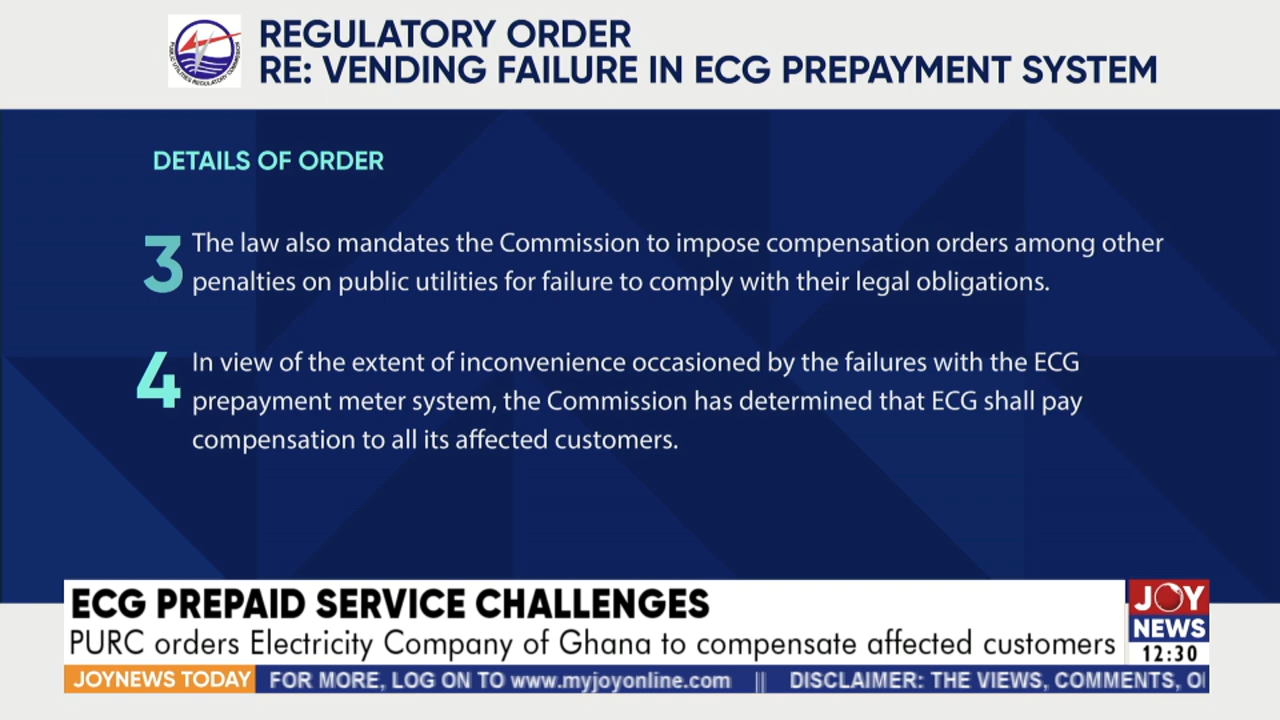 PUBLIC UTILITIES REGULATORY COMMISSION
REGULATORY ORDER
RE: VENDING FAILURE IN ECG PREPAYMENT SYSTEM
DETAILS OF ORDER
3 The law also mandates the Commission to impose compensation orders among other
penalties on public utilities for failure to comply with their legal obligations.
4 In view of the extent of inconvenience occasioned by the failures with the ECG
prepayment meter system, the Commission has determined that ECG shall pay
compensation to all its affected customers.
ECG PREPAID SERVICE CHALLENGES
PURC orders Electricity Company of Ghana to compensate affected customers
JOY
NEWS
12:30
JOYNEWS TODAY
FOR MORE, LOG ON TO www.myjoyonline.com || DISCLAIMER: THE VIEWS, COMMENTS,